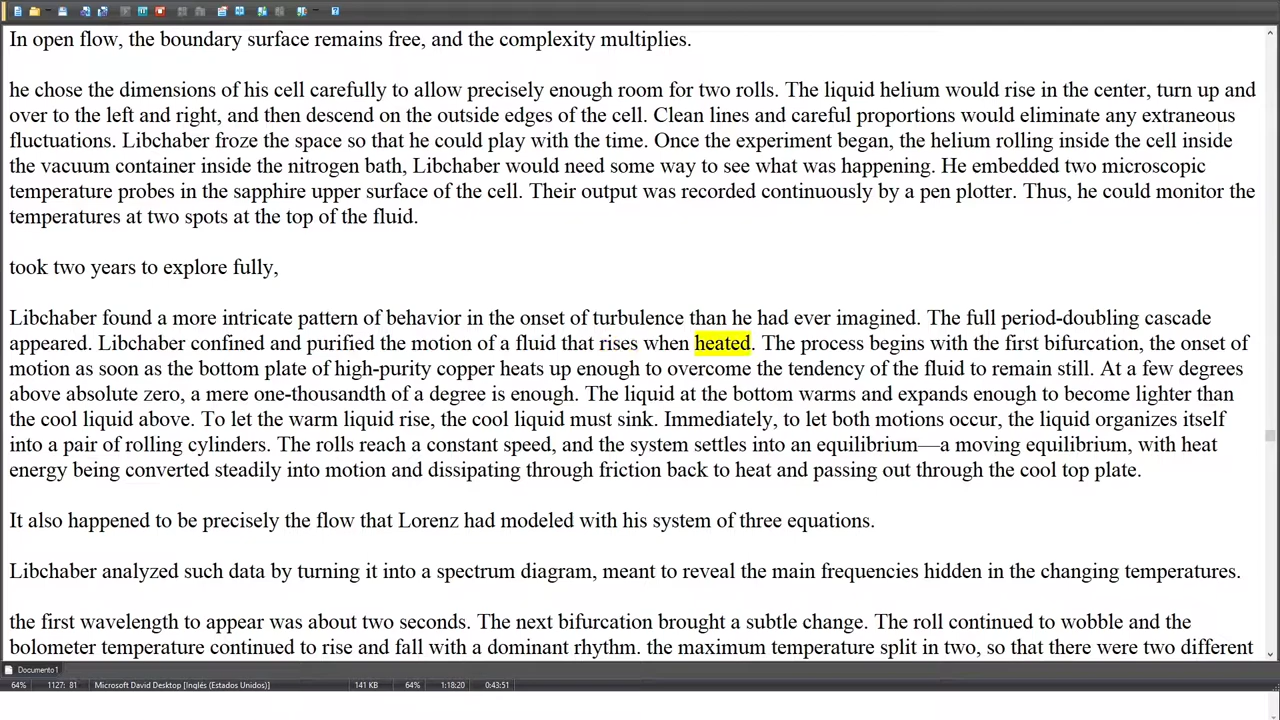 In open flow, the boundary surface remains free, and the complexity multiplies.
he chose the dimensions of his cell carefully to allow precisely enough room for two rolls. The liquid helium would rise in the center, turn up and
over to the left and right, and then descend on the outside edges of the cell. Clean lines and careful proportions would eliminate any extraneous
fluctuations. Libchaber froze the space so that he could play with the time. Once the experiment began, the helium rolling inside the cell inside
the vacuum container inside the nitrogen bath, Libchaber would need some way to see what was happening. He embedded two microscopic
temperature probes in the sapphire upper surface of the cell. Their output was recorded continuously by a pen plotter. Thus, he could monitor the
temperatures at two spots at the top of the fluid.
took two years to explore fully,
Libchaber found a more intricate pattern of behavior in the onset of turbulence than he had ever imagined. The full period-doubling cascade
appeared. Libchaber confined and purified the motion of a fluid that rises when heated. The process begins with the first bifurcation, the onset of
motion as soon as the bottom plate of high-purity copper heats up enough to overcome the tendency of the fluid to remain still. At a few degrees
above absolute zero, a mere one-thousandth of a degree is enough. The liquid at the bottom warms and expands enough to become lighter than
the cool liquid above. To let the warm liquid rise, the cool liquid must sink. Immediately, to let both motions occur, the liquid organizes itself
into a pair of rolling cylinders. The rolls reach a constant speed, and the system settles into an equilibrium—a moving equilibrium, with heat
energy being converted steadily into motion and dissipating through friction back to heat and passing out through the cool top plate.
It also happened to be precisely the flow that Lorenz had modeled with his system of three equations.
Libchaber analyzed such data by turning it into a spectrum diagram, meant to reveal the main frequencies hidden in the changing temperatures.
the first wavelength to appear was about two seconds. The next bifurcation brought a subtle change. The roll continued to wobble and the
bolometer temperature continued to rise and fall with a dominant rhythm. the maximum temperature split in two, so that there were two different
Documento1
64% 1127: 81 Microsoft David Desktop [Inglés (Estados Unidos)] 141 KB 64% 1:18:20 0:43:51